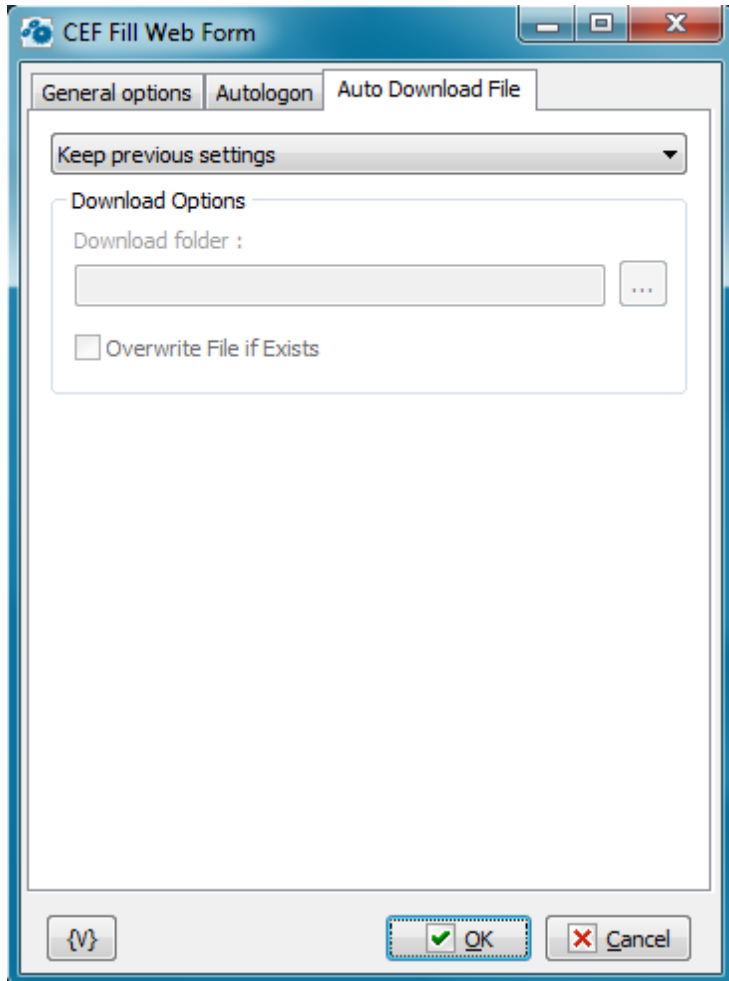 CEF Fill Web Form
General options Autologon Auto Download File
Keep previous settings
Download Options
Download folder :
...
Overwrite File if Exists
{V} OK Cancel